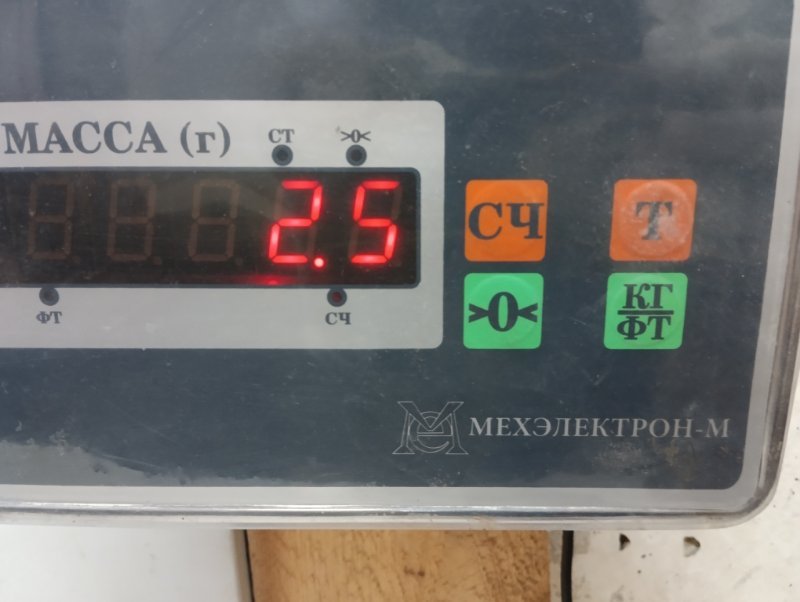 МАССА (г)
СТ
>0<
2.5
ФТ
СЧ
СЧ
Т
>0<
КГ
ФТ
МЕХЭЛЕКТРОН-М